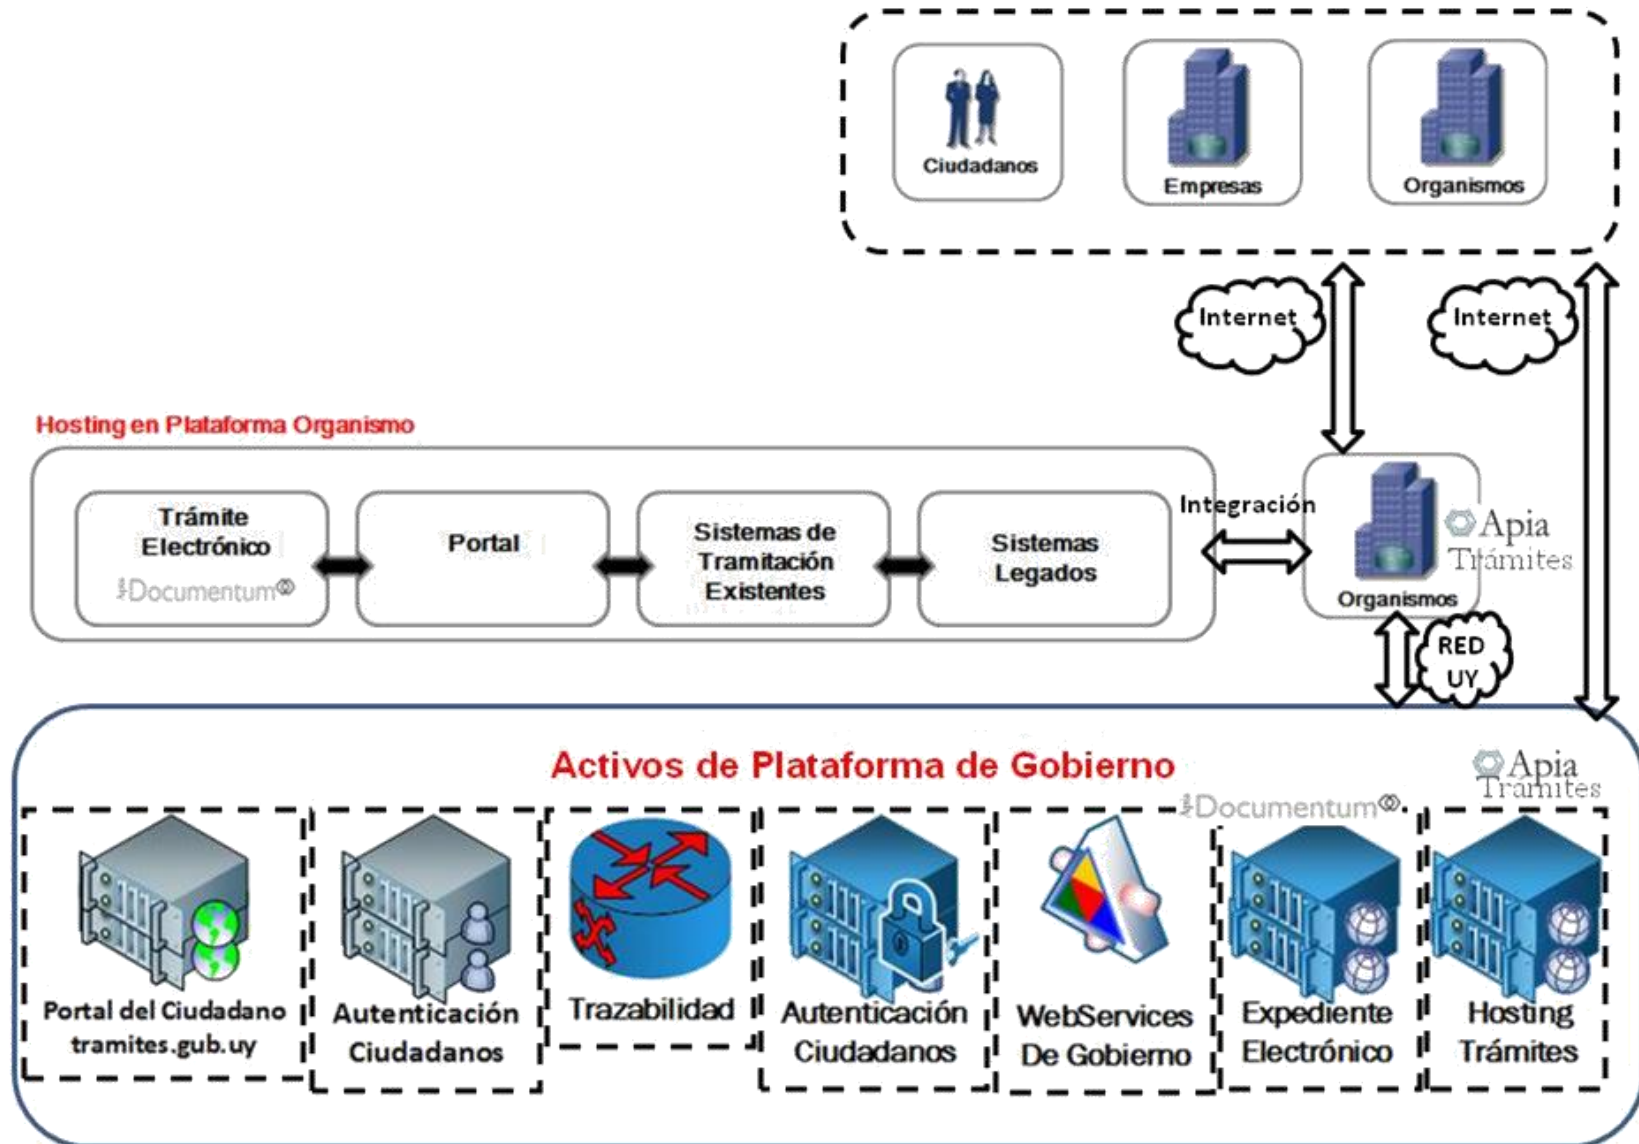 Ciudadanos
Empresas
Organismos
Internet
Internet
Hosting en Plataforma Organismo
Trámite
Electrónico
Apia
Documentum
Portal
Sistemas de
Tramitación
Existentes
Sistemas
Legados
Integración
Apia
Trámites
Organismos
RED
UY
Activos de Plataforma de Gobierno
Apia
Trámites
Apia
Documentum
Portal del Ciudadano
tramites.gub.uy
Autenticación
Ciudadanos
Trazabilidad
Autenticación
Ciudadanos
WebServices
De Gobierno
Expediente
Electrónico
Hosting
Trámites